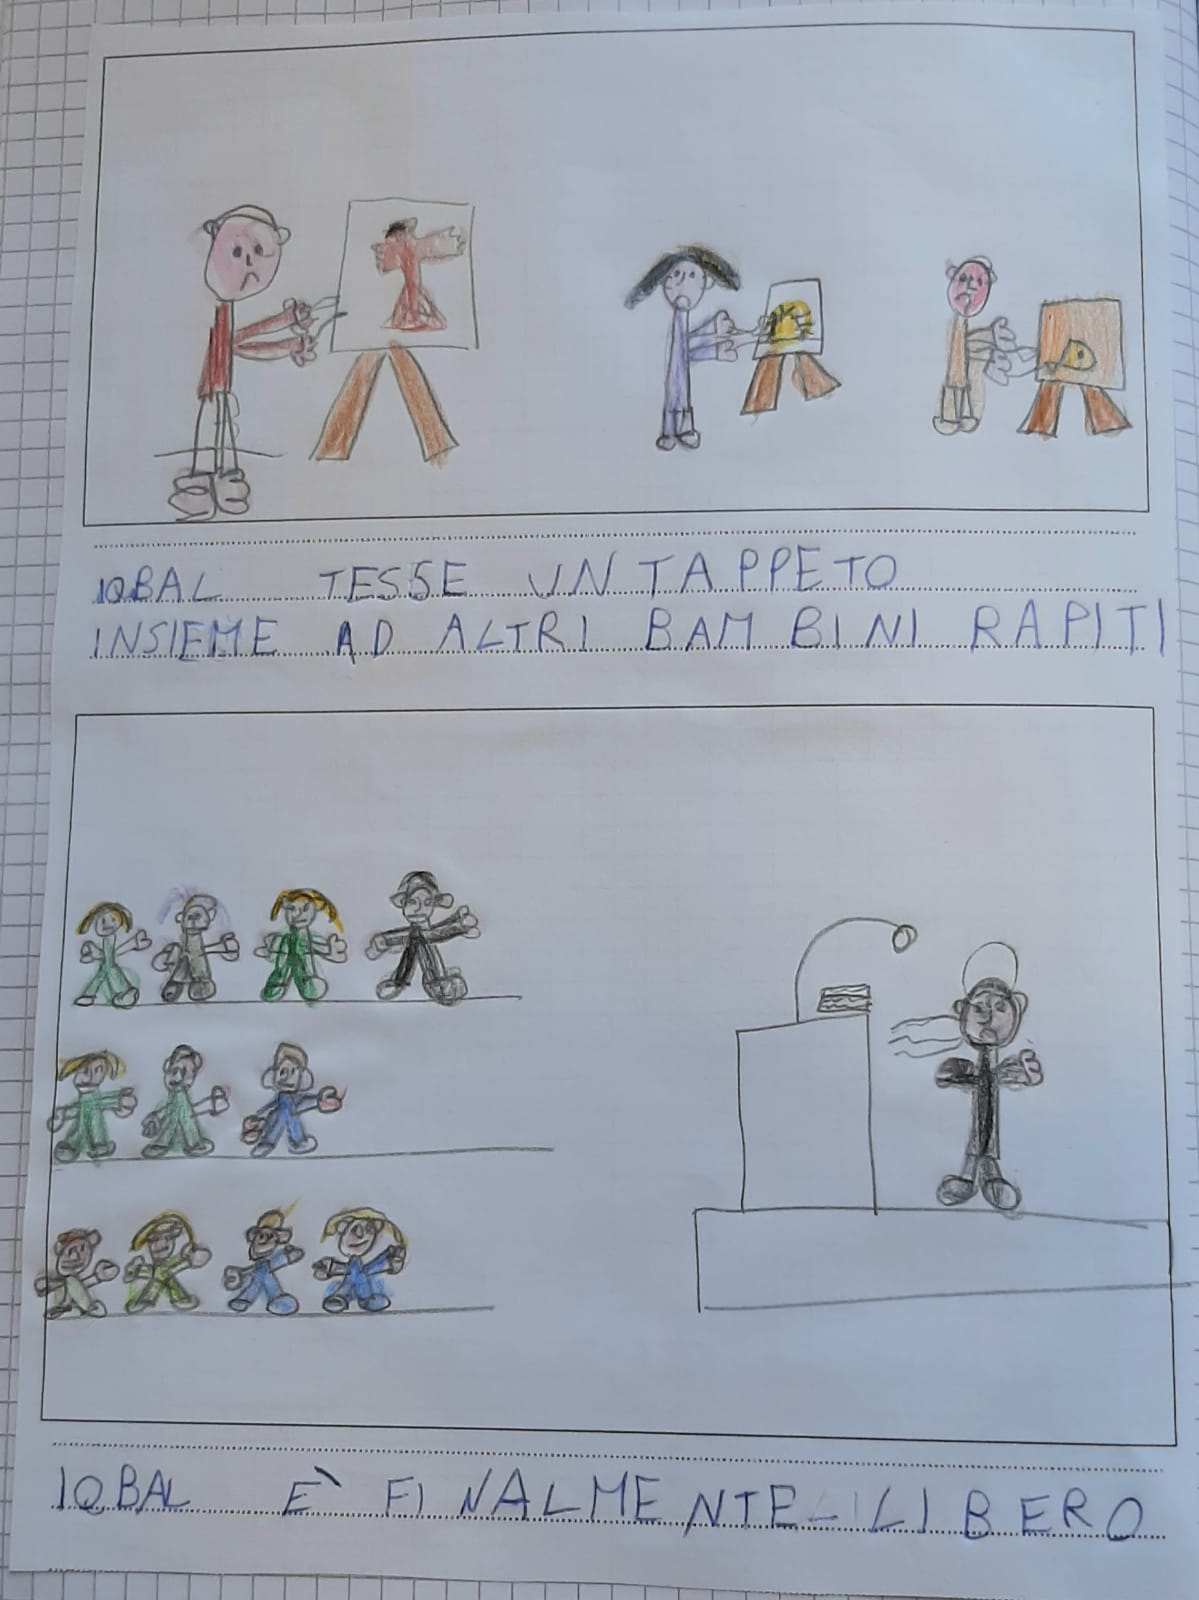 IQBAL TESSE UN TAPPETO
INSIEME AD ALTRI BAMBINI RAPITI
IQBAL E' FINALMENTE LIBERO